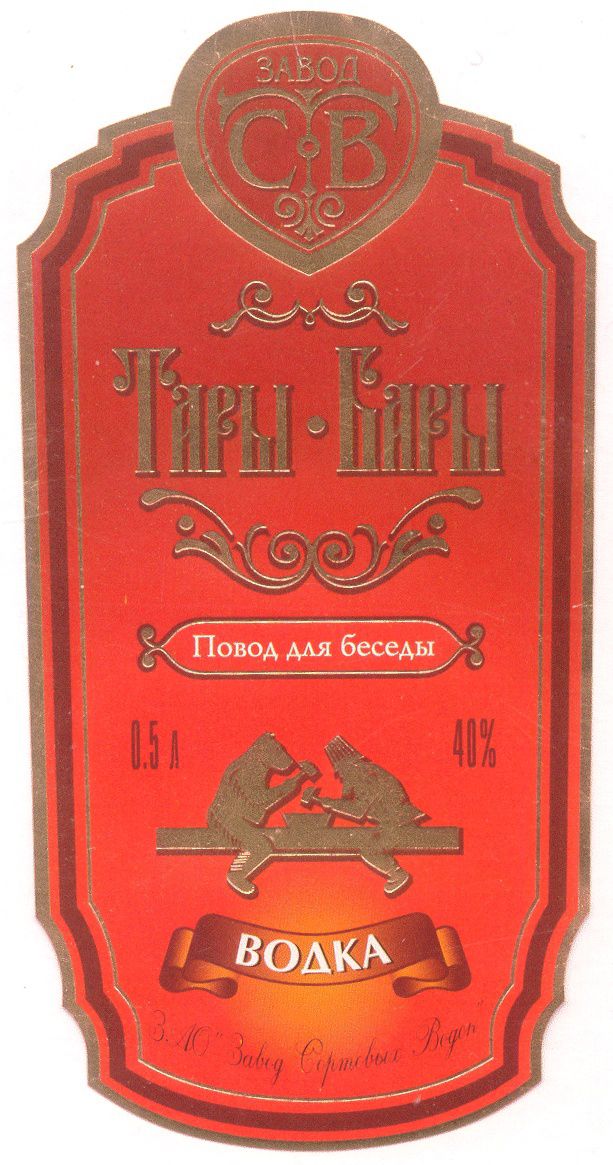 ЗАВОД
СВ
Тары · Бары
Повод для беседы
0.5 л 40%
ВОДКА
ЗАО "Завод Сортовых Водок"